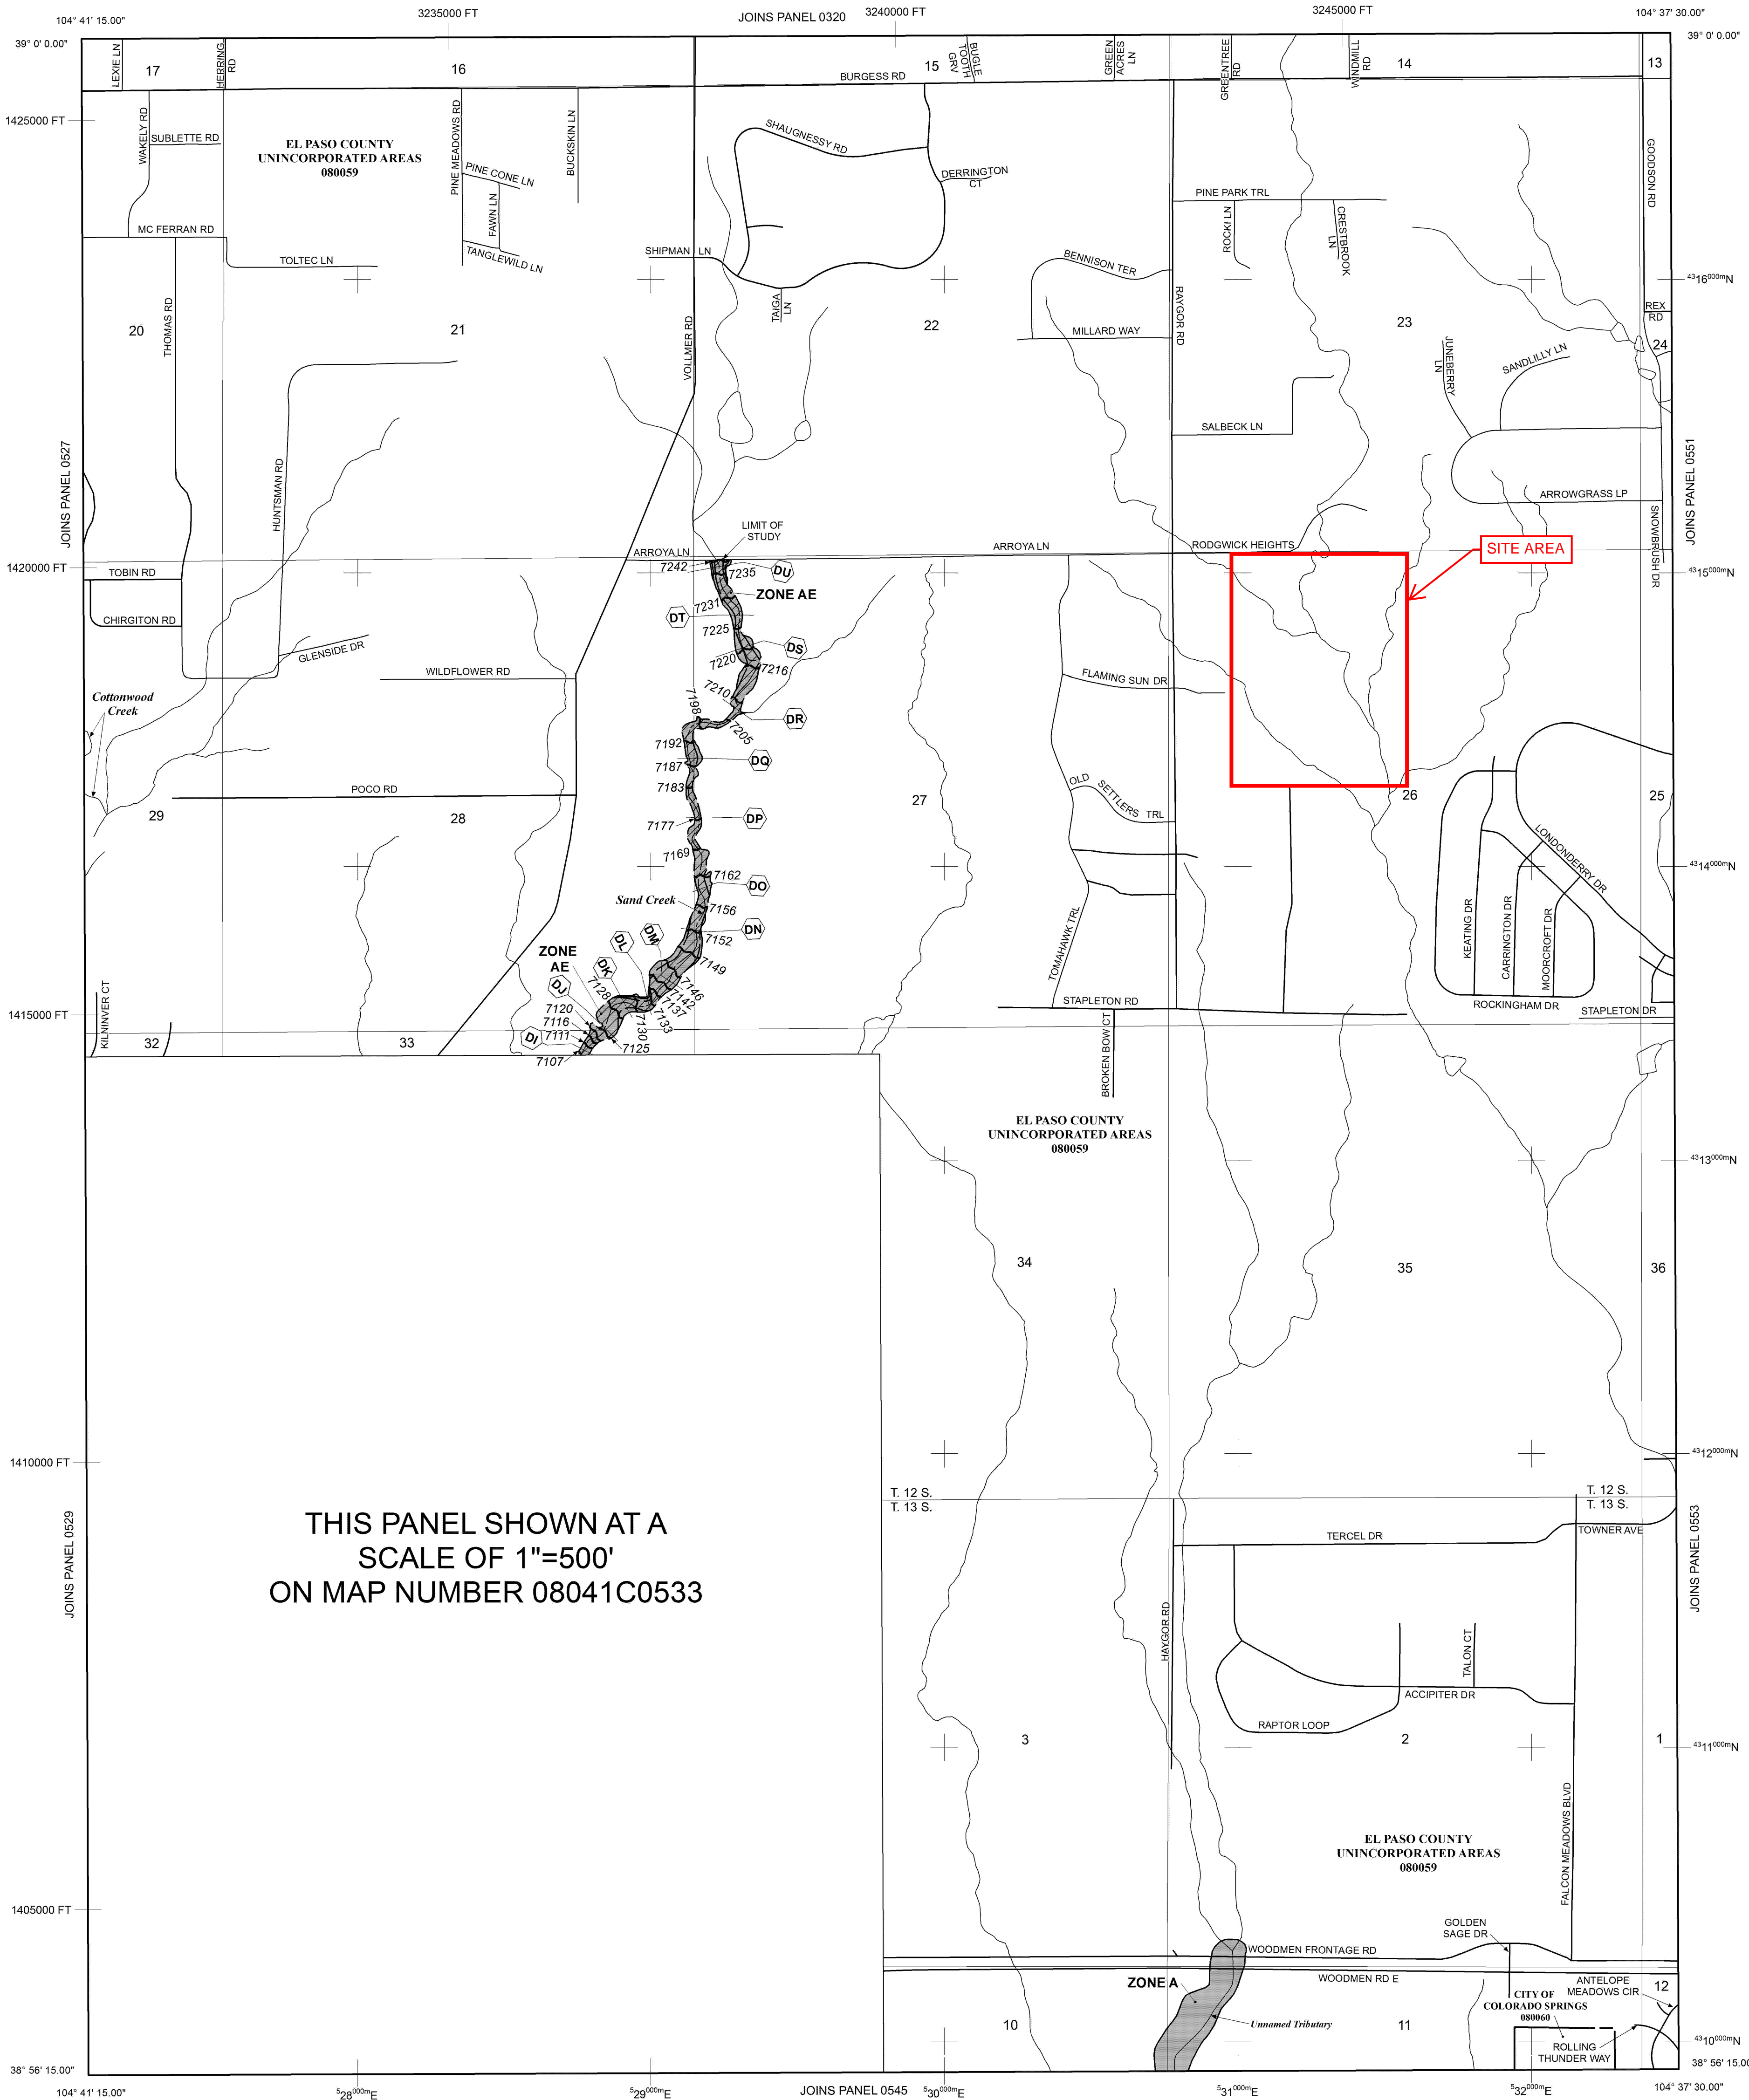 104° 41' 15.00"
3235000 FT
JOINS PANEL 0320
3240000 FT
3245000 FT
104° 37' 30.00"
39° 0' 0.00"
39° 0' 0.00"
LEXIE LN
17
HERRING
RD
16
BURGESS RD
15
BUGLE
TOOTH
GRV
GREEN
ACRES
LN
GREENTREE
RD
WINDMILL
RD
14
13
1425000 FT
WAKELY RD
SUBLETTE RD
EL PASO COUNTY
UNINCORPORATED AREAS
080059
PINE MEADOWS RD
PINE CONE LN
FAWN LN
TANGLEWILD LN
BUCKSKIN LN
SHAUGNESSY RD
DERRINGTON
CT
PINE PARK TRL
ROCKI LN
CRESTBROOK
LN
GOODSON RD
MC FERRAN RD
TOLTEC LN
SHIPMAN LN
TAIGA
LN
BENNISON TER
RAYGOR RD
4316000mN
REX
RD
20
THOMAS RD
21
VOLLMER RD
22
MILLARD WAY
23
24
JUNEBERRY
LN
SANDLILLY LN
JOINS PANEL 0527
HUNTSMAN RD
SALBECK LN
ARROWGRASS LP
JOINS PANEL 0551
SNOWBRUSH DR
LIMIT OF
STUDY
ARROYA LN
ARROYA LN
RODGWICK HEIGHTS
SITE AREA
1420000 FT
TOBIN RD
7242
7235
DU
ZONE AE
4315000mN
CHIRGITON RD
7231
DT
7225
GLENSIDE DR
DS
7220
7216
WILDFLOWER RD
FLAMING SUN DR
Cottonwood
Creek
7210
7198
DR
7205
7192
DQ
7187
7183
POCO RD
OLD
SETTLERS TRL
29
28
27
26
25
7177
DP
7169
LONDONDERRY DR
4314000mN
7162
DO
Sand Creek
7156
7152
DN
7149
TOMAHAWK TRL
KEATING DR
CARRINGTON DR
MOORCROFT DR
ZONE
AE
DM
DL
DK
DJ
7128
7146
7142
7137
7133
7130
7120
7116
7111
DI
7107
7125
KILNINVER CT
STAPLETON RD
ROCKINGHAM DR
STAPLETON DR
1415000 FT
32
33
BROKEN BOW CT
EL PASO COUNTY
UNINCORPORATED AREAS
080059
4313000mN
34
35
36
1410000 FT
4312000mN
T. 12 S.
T. 13 S.
T. 12 S.
T. 13 S.
JOINS PANEL 0529
THIS PANEL SHOWN AT A
SCALE OF 1"=500'
ON MAP NUMBER 08041C0533
TERCEL DR
TOWNER AVE
JOINS PANEL 0553
HAYGOR RD
TALON CT
ACCIPITER DR
RAPTOR LOOP
3
2
1
4311000mN
FALCON MEADOWS BLVD
EL PASO COUNTY
UNINCORPORATED AREAS
080059
1405000 FT
GOLDEN
SAGE DR
WOODMEN FRONTAGE RD
WOODMEN RD E
ZONE A
ANTELOPE
MEADOWS CIR
12
CITY OF
COLORADO SPRINGS
080060
10
Unnamed Tributary
11
ROLLING
THUNDER WAY
4310000mN
38° 56' 15.00"
38° 56' 15.00
104° 41' 15.00"
528000mE
529000mE
JOINS PANEL 0545
530000mE
531000mE
532000mE
104° 37' 30.00"